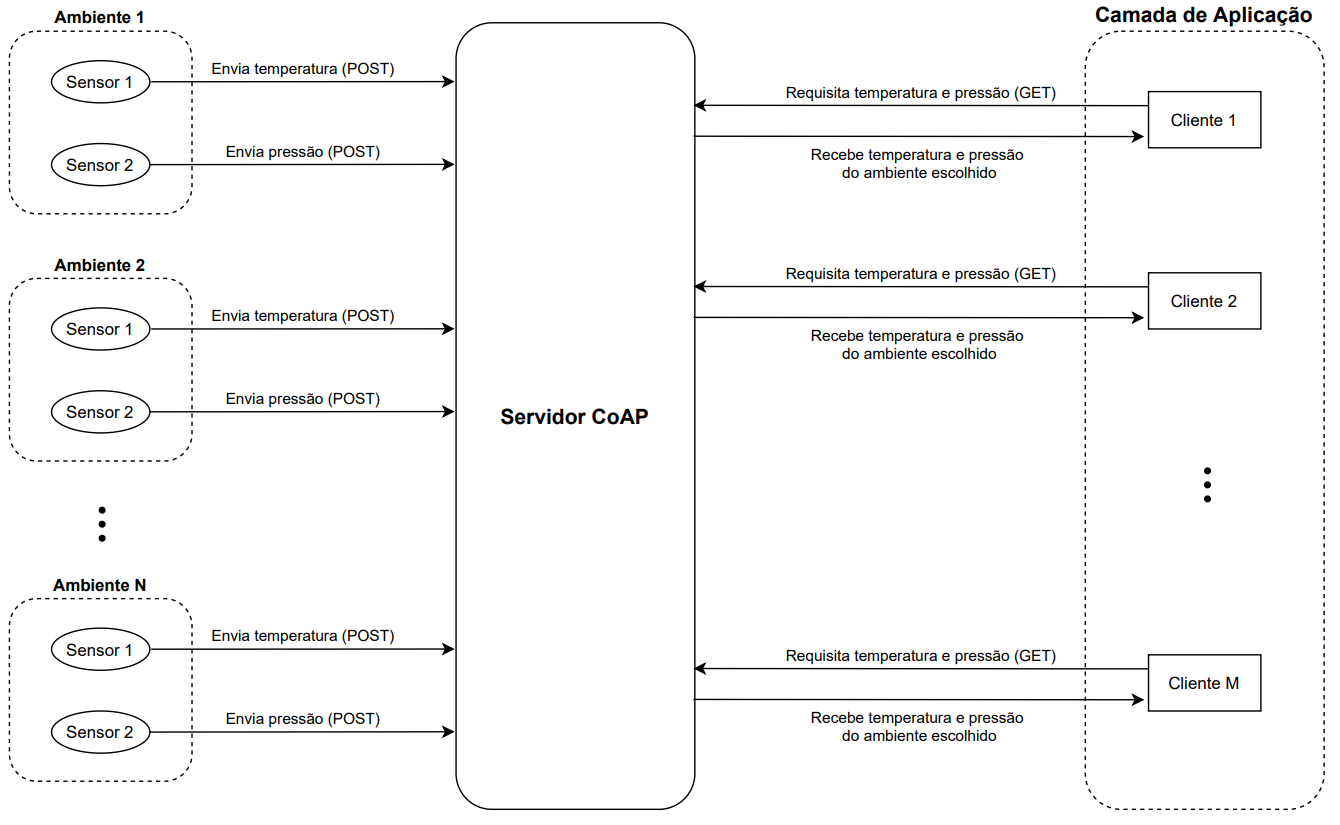 Ambiente 1
Sensor 1
Envia temperatura (POST)
Sensor 2
Envia pressão (POST)
Ambiente 2
Sensor 1
Envia temperatura (POST)
Sensor 2
Envia pressão (POST)
Ambiente N
Sensor 1
Envia temperatura (POST)
Sensor 2
Envia pressão (POST)
Servidor CoAP
Camada de Aplicação
Requisita temperatura e pressão (GET)
Cliente 1
Recebe temperatura e pressão
do ambiente escolhido
Requisita temperatura e pressão (GET)
Cliente 2
Recebe temperatura e pressão
do ambiente escolhido
Requisita temperatura e pressão (GET)
Cliente M
Recebe temperatura e pressão
do ambiente escolhido